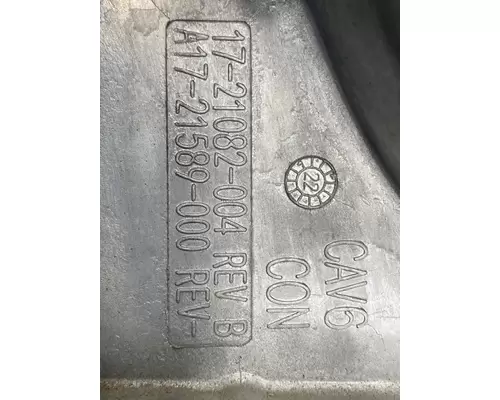 17-21082-004 REV B
A17-21589-000 REV-
22
CAV6
CON